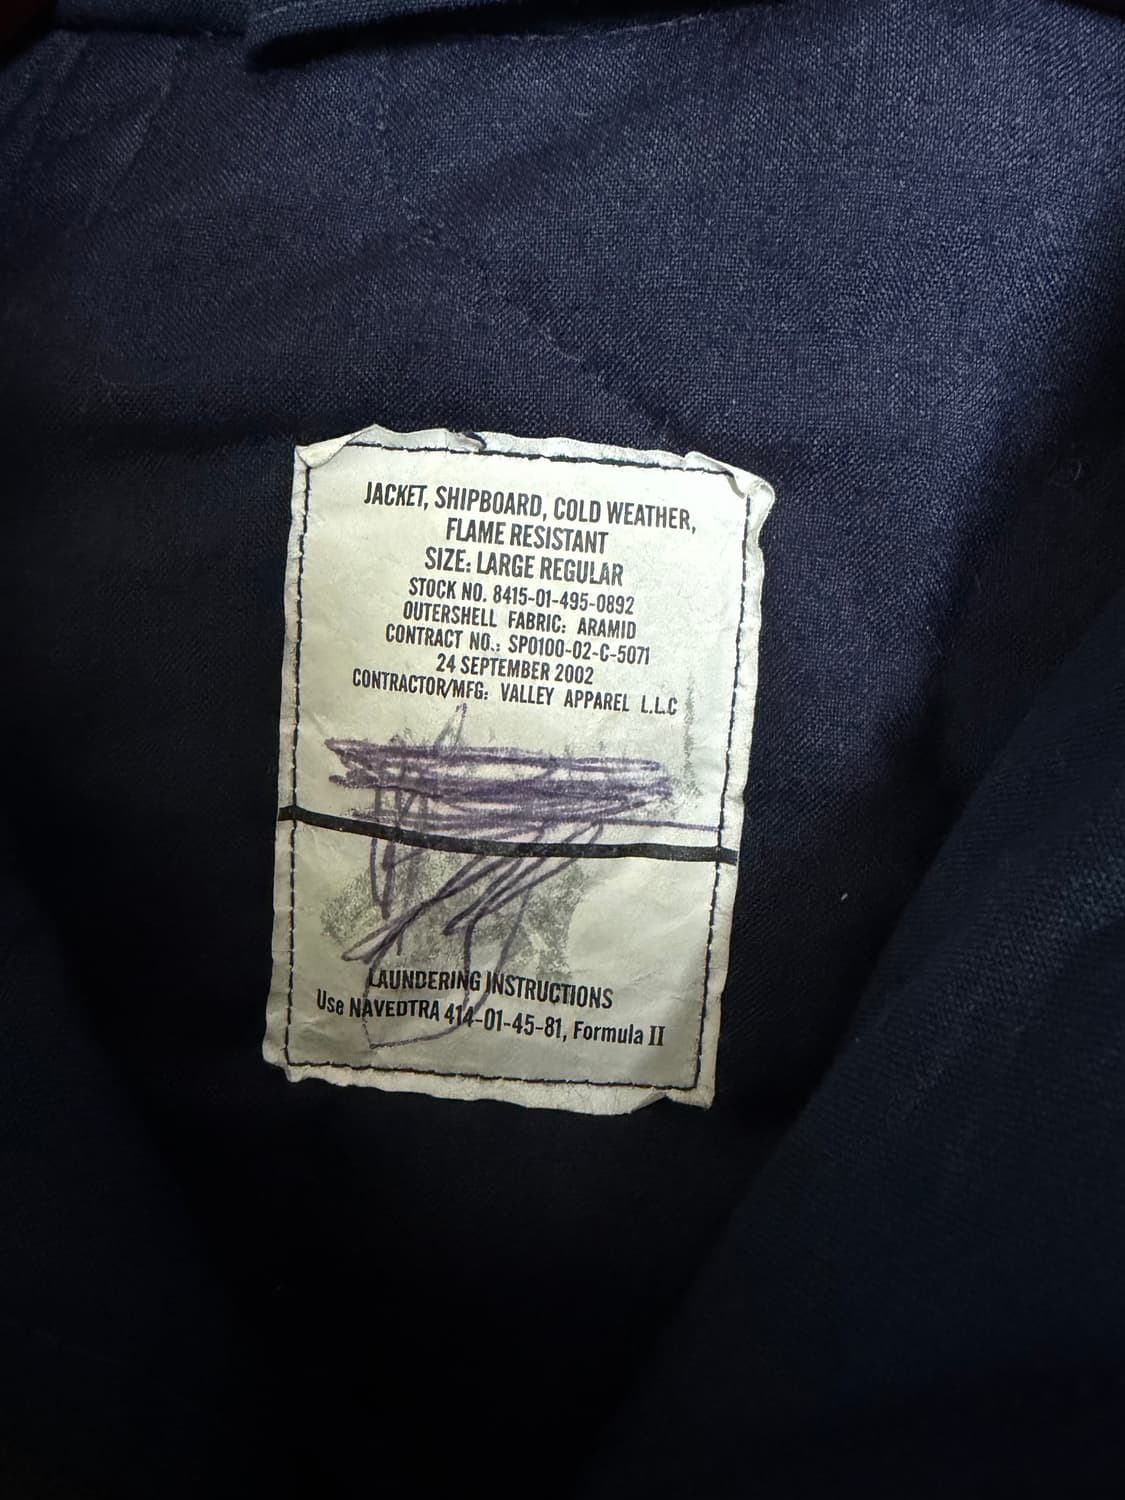 JACKET, SHIPBOARD, COLD WEATHER,
FLAME RESISTANT
SIZE: LARGE REGULAR
STOCK NO. 8415-01-495-0892
OUTERSHELL FABRIC: ARAMID
CONTRACT NO.: SP0100-02-C-5071
24 SEPTEMBER 2002
CONTRACTOR/MFG: VALLEY APPAREL L.L.C
LAUNDERING INSTRUCTIONS
Use NAVEDTRA 414-01-45-81, Formula II